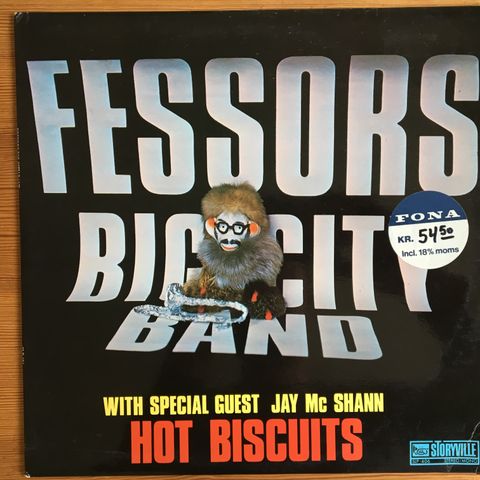 FESSORS
BIG CITY
BAND
FONA
KR. 54 50
Incl. 18% moms
WITH SPECIAL GUEST JAY Mc SHANN
HOT BISCUITS
STORYVILLE